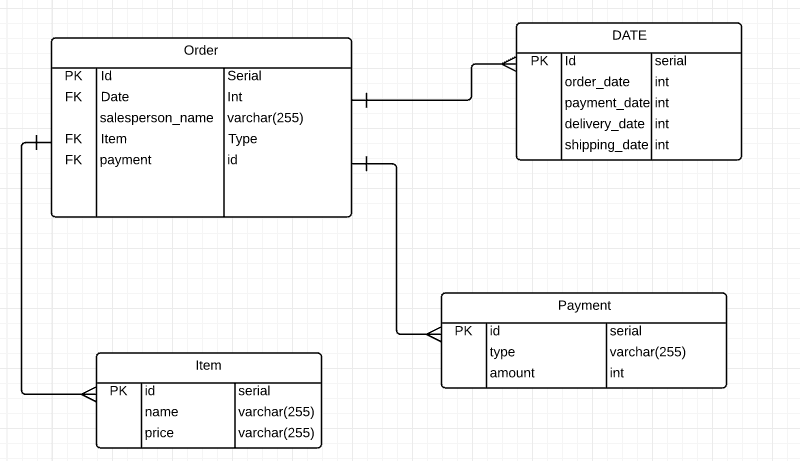 Order
PK Id Serial
FK Date Int
salesperson_name varchar(255)
FK Item Type
FK payment id
DATE
PK Id serial
order_date int
payment_date int
delivery_date int
shipping_date int
Payment
PK id serial
type varchar(255)
amount int
Item
PK id serial
name varchar(255)
price varchar(255)